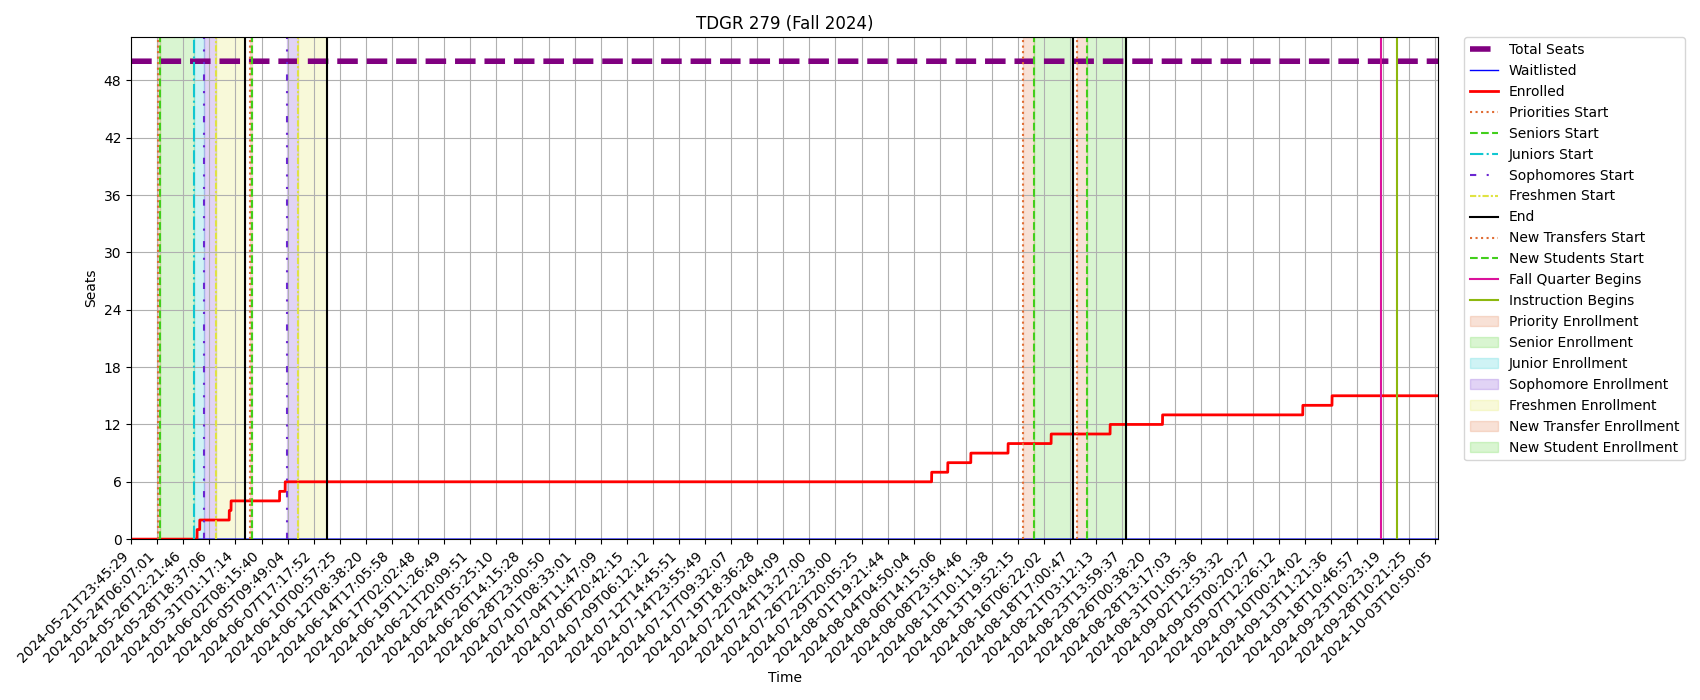 TDGR 279 (Fall 2024)
Seats
48
42
36
30
24
18
12
6
0
2024-05-21T23:45:29
2024-05-24T06:07:01
2024-05-26T12:21:46
2024-05-28T18:37:06
2024-05-31T01:17:14
2024-06-02T08:15:40
2024-06-05T09:49:04
2024-06-07T17:17:52
2024-06-10T00:57:25
2024-06-12T08:38:20
2024-06-14T17:05:58
2024-06-17T02:02:48
2024-06-19T11:26:49
2024-06-21T20:09:51
2024-06-24T05:25:10
2024-06-26T14:15:28
2024-06-28T23:00:50
2024-07-01T08:33:01
2024-07-04T11:47:09
2024-07-06T20:42:15
2024-07-09T06:12:12
2024-07-12T14:45:51
2024-07-14T23:55:49
2024-07-17T09:32:07
2024-07-19T18:36:28
2024-07-22T04:04:09
2024-07-24T13:27:00
2024-07-26T22:23:00
2024-07-29T20:05:25
2024-08-01T19:21:44
2024-08-04T04:50:04
2024-08-06T14:15:06
2024-08-08T23:54:46
2024-08-11T10:11:38
2024-08-13T19:52:15
2024-08-16T06:22:02
2024-08-18T17:00:47
2024-08-21T03:12:13
2024-08-23T13:59:37
2024-08-26T00:38:20
2024-08-28T13:17:03
2024-08-31T01:05:36
2024-09-02T12:53:32
2024-09-05T00:20:27
2024-09-07T12:26:12
2024-09-10T00:24:02
2024-09-13T11:21:36
2024-09-18T10:46:57
2024-09-23T10:23:19
2024-09-28T10:21:25
2024-10-03T10:50:05
Time
Total Seats
Waitlisted
Enrolled
Priorities Start
Seniors Start
Juniors Start
Sophomores Start
Freshmen Start
End
New Transfers Start
New Students Start
Fall Quarter Begins
Instruction Begins
Priority Enrollment
Senior Enrollment
Junior Enrollment
Sophomore Enrollment
Freshmen Enrollment
New Transfer Enrollment
New Student Enrollment